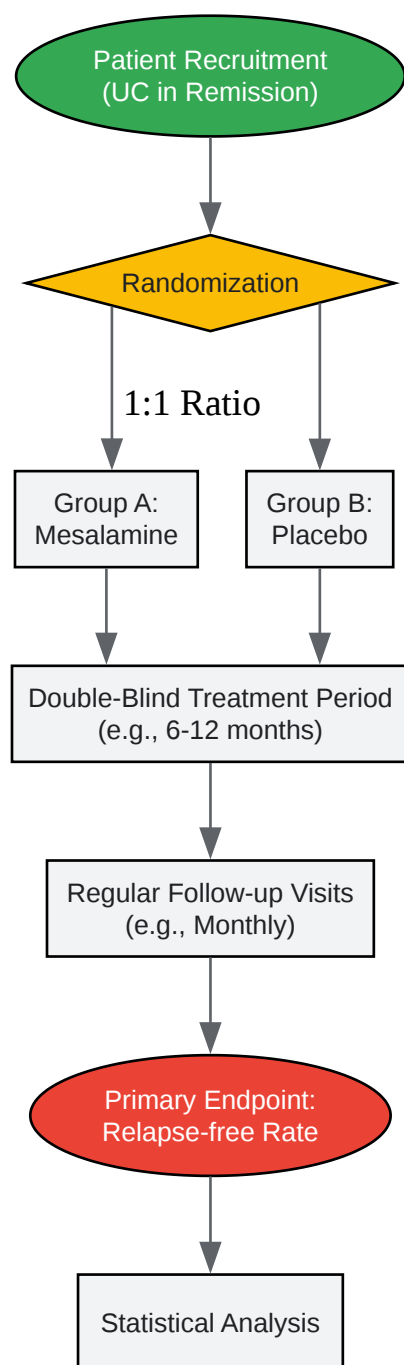 Patient Recruitment
(UC in Remission)
Randomization
1:1 Ratio
Group A:
Mesalamine
Group B:
Placebo
Double-Blind Treatment Period
(e.g., 6-12 months)
Regular Follow-up Visits
(e.g., Monthly)
Primary Endpoint:
Relapse-free Rate
Statistical Analysis